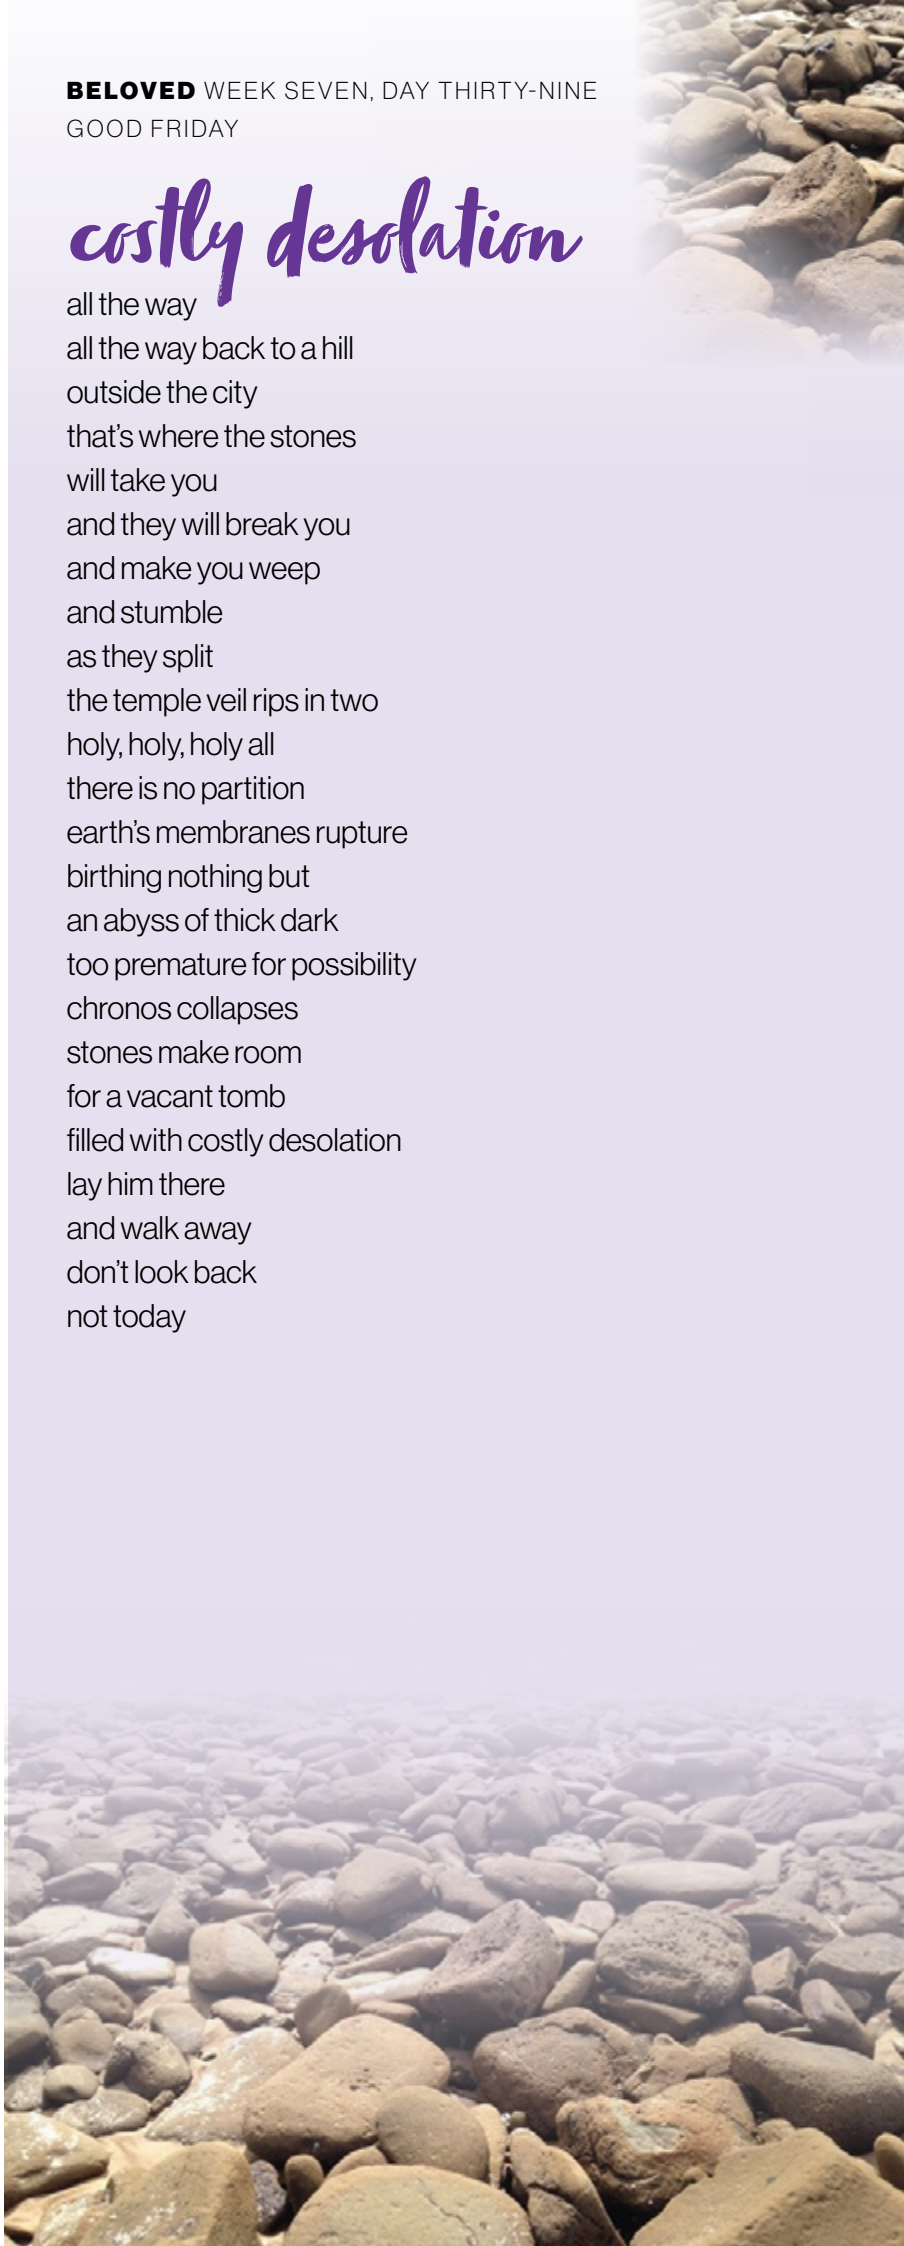 BELOVED WEEK SEVEN, DAY THIRTY-NINE
GOOD FRIDAY
costly desolation
all the way
all the way back to a hill
outside the city
that's where the stones
will take you
and they will break you
and make you weep
and stumble
as they split
the temple veil rips in two
holy, holy, holy all
there is no partition
earth's membranes rupture
birthing nothing but
an abyss of thick dark
too premature for possibility
chronos collapses
stones make room
for a vacant tomb
filled with costly desolation
lay him there
and walk away
don't look back
not today